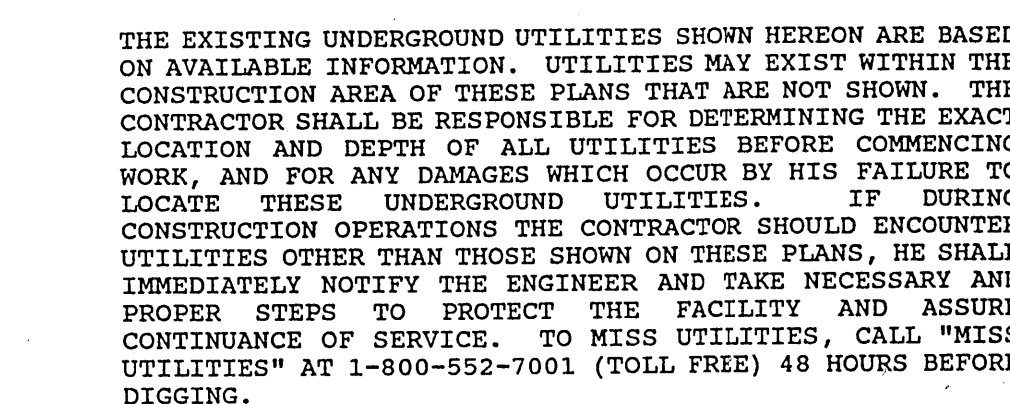 THE EXISTING UNDERGROUND UTILITIES SHOWN HEREON ARE BASED
ON AVAILABLE INFORMATION. UTILITIES MAY EXIST WITHIN THE
CONSTRUCTION AREA OF THESE PLANS THAT ARE NOT SHOWN. THE
CONTRACTOR SHALL BE RESPONSIBLE FOR DETERMINING THE EXACT
LOCATION AND DEPTH OF ALL UTILITIES BEFORE COMMENCING
WORK, AND FOR ANY DAMAGES WHICH OCCUR BY HIS FAILURE TO
LOCATE THESE UNDERGROUND UTILITIES. IF DURING
CONSTRUCTION OPERATIONS THE CONTRACTOR SHOULD ENCOUNTER
UTILITIES OTHER THAN THOSE SHOWN ON THESE PLANS, HE SHALL
IMMEDIATELY NOTIFY THE ENGINEER AND TAKE NECESSARY AND
PROPER STEPS TO PROTECT THE FACILITY AND ASSURE
CONTINUANCE OF SERVICE. TO MISS UTILITIES, CALL "MISS
UTILITIES" AT 1-800-552-7001 (TOLL FREE) 48 HOURS BEFORE
DIGGING.